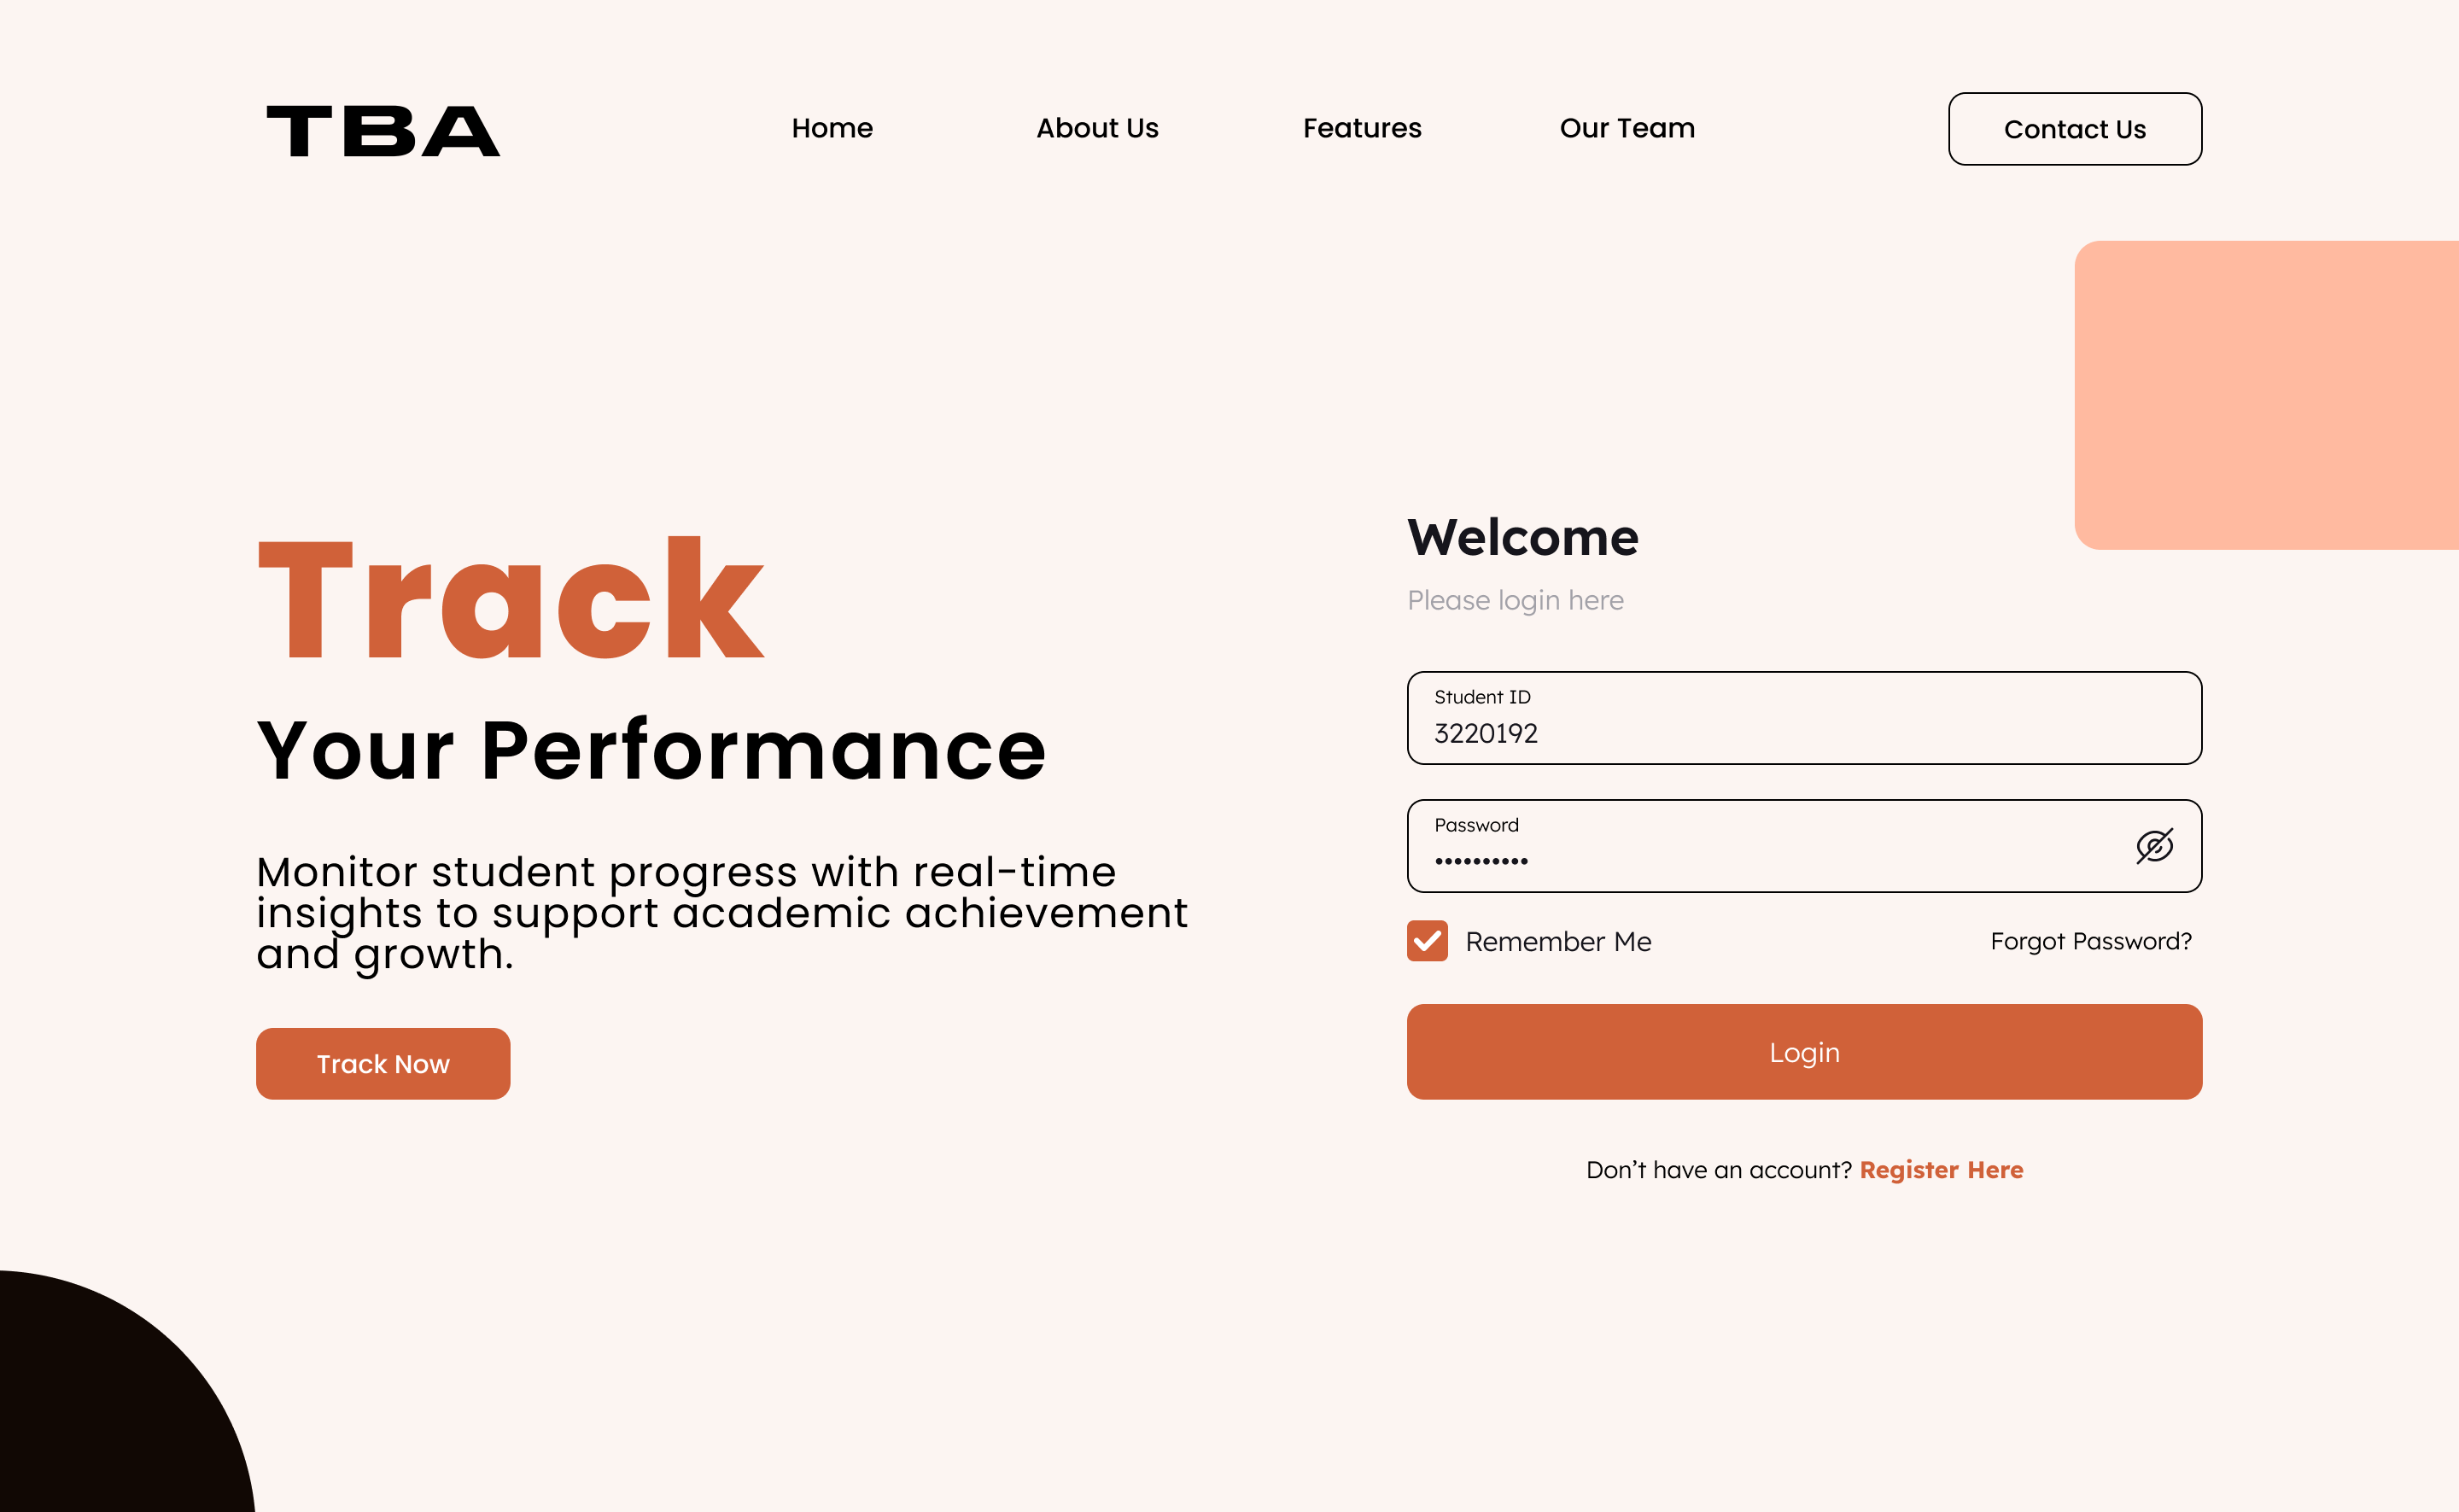 TBA
Home
About Us
Features
Our Team
Contact Us
Track
Your Performance
Monitor student progress with real-time
insights to support academic achievement
and growth.
Track Now
Welcome
Please login here
Student ID
3220192
Password
••••••••••
Remember Me
Forgot Password?
Login
Don’t have an account? Register Here